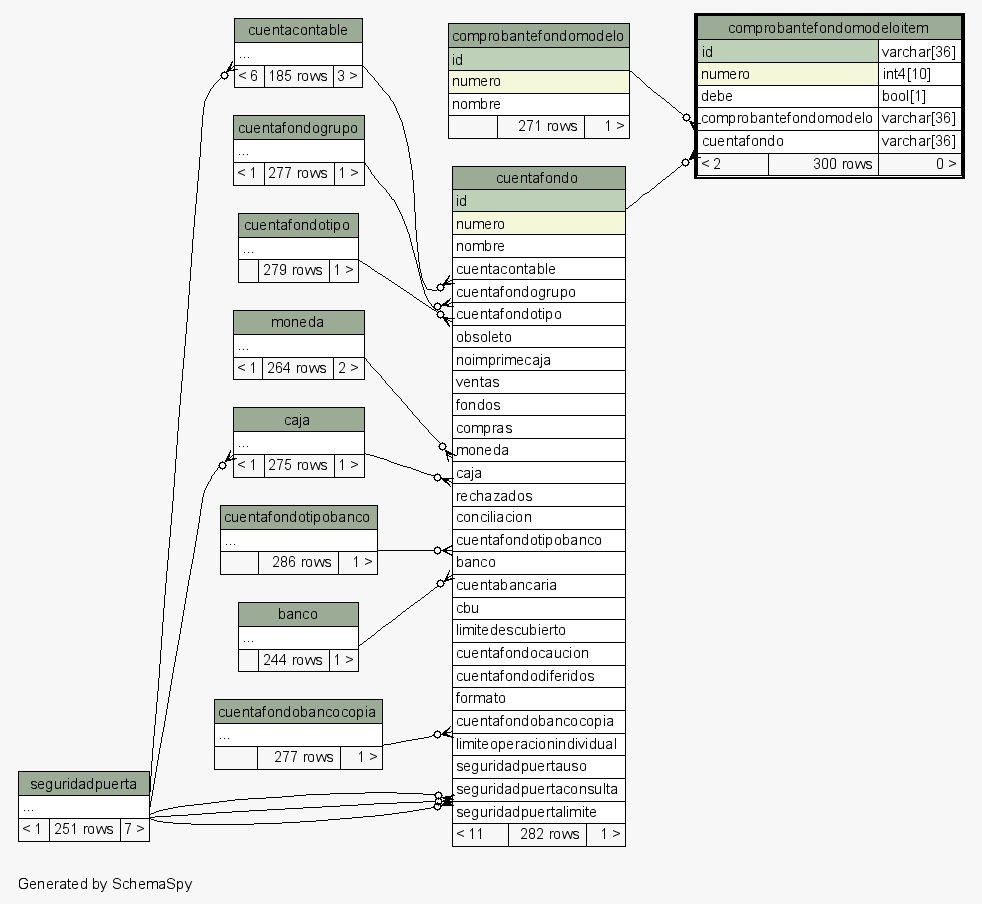 cuentacontable
...
< 6 185 rows 3 >
cuentafondogrupo
...
< 1 277 rows 1 >
cuentafondotipo
...
279 rows 1 >
moneda
...
< 1 264 rows 2 >
caja
...
< 1 275 rows 1 >
cuentafondotipobanco
...
286 rows 1 >
banco
...
244 rows 1 >
cuentafondobancocopia
...
277 rows 1 >
seguridadpuerta
...
< 1 251 rows 7 >
comprobantefondomodelo
id
numero
nombre
271 rows 1 >
cuentafondo
id
numero
nombre
cuentacontable
cuentafondogrupo
cuentafondotipo
obsoleto
noimprimecaja
ventas
fondos
compras
moneda
caja
rechazados
conciliacion
cuentafondotipobanco
banco
cuentabancaria
cbu
limitedescubierto
cuentafondocaucion
cuentafondodiferidos
formato
cuentafondobancocopia
limiteoperacionindividual
seguridadpuertauso
seguridadpuertaconsulta
seguridadpuertalimite
< 11 282 rows 1 >
comprobantefondomodeloitem
id varchar[36]
numero int4[10]
debe bool[1]
comprobantefondomodelo varchar[36]
cuentafondo varchar[36]
< 2 300 rows 0 >
Generated by SchemaSpy